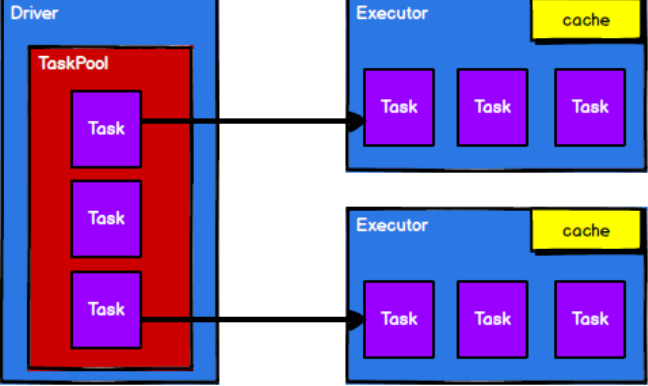 Driver
TaskPool
Task
Task
Task
Executor
cache
Task Task Task
Executor
cache
Task Task Task